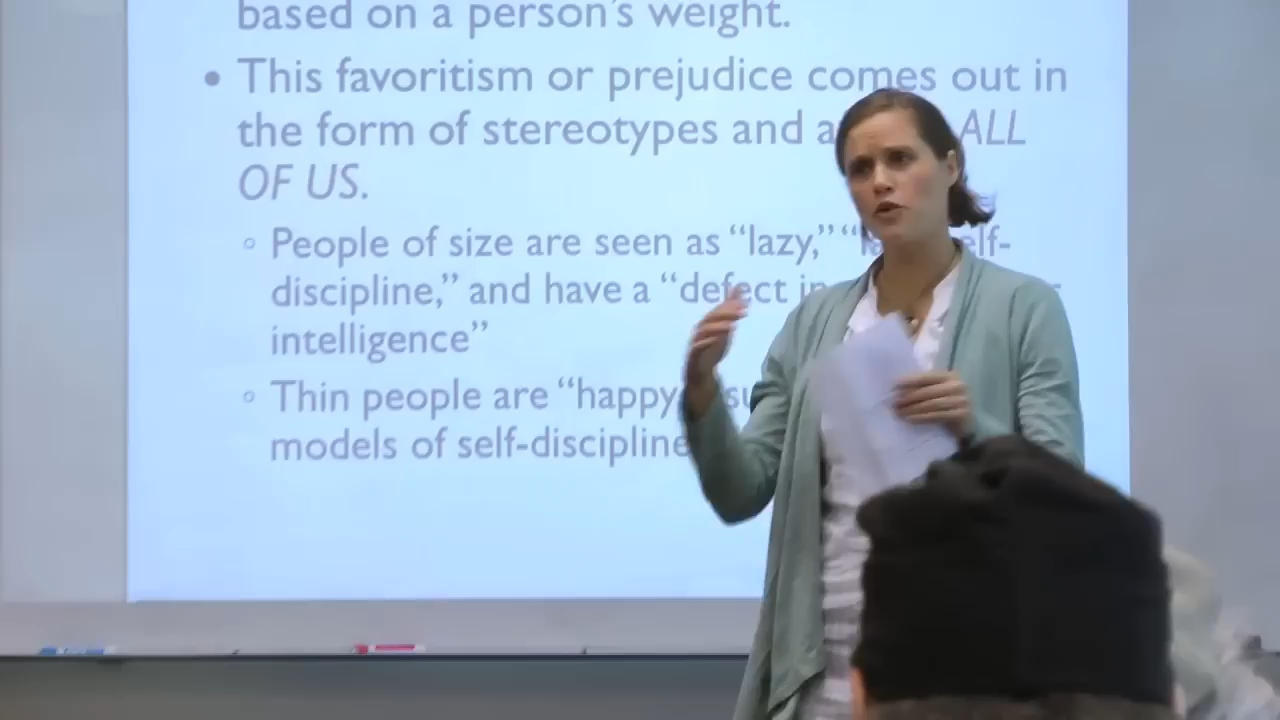 based on a person's weight.
• This favoritism or prejudice comes out in
the form of stereotypes and ALL
OF US.
◦ People of size are seen as “lazy,” “
discipline,” and have a “defect in
intelligence”
◦ Thin people are “happy,
models of self-discipline